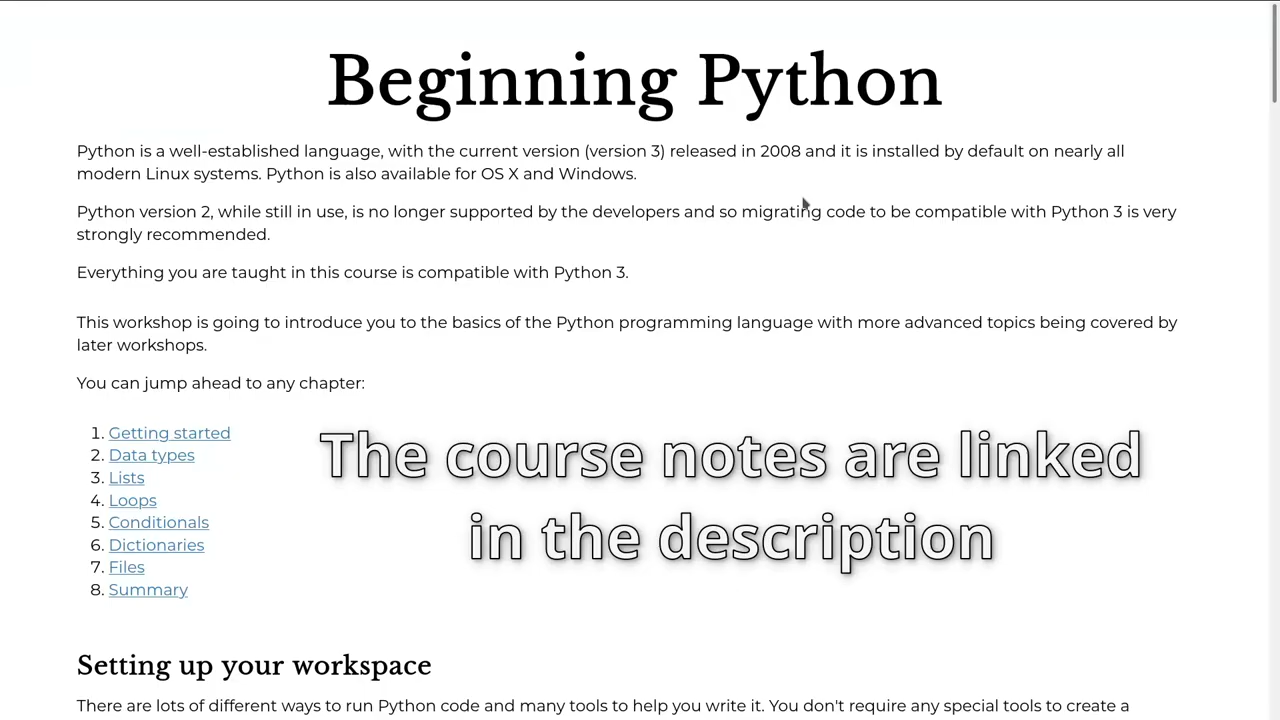 Beginning Python
Python is a well-established language, with the current version (version 3) released in 2008 and it is installed by default on nearly all
modern Linux systems. Python is also available for OS X and Windows.
Python version 2, while still in use, is no longer supported by the developers and so migrating code to be compatible with Python 3 is very
strongly recommended.
Everything you are taught in this course is compatible with Python 3.
This workshop is going to introduce you to the basics of the Python programming language with more advanced topics being covered by
later workshops.
You can jump ahead to any chapter:
1. Getting started
2. Data types
3. Lists
4. Loops
5. Conditionals
6. Dictionaries
7. Files
8. Summary
The course notes are linked
in the description
Setting up your workspace
There are lots of different ways to run Python code and many tools to help you write it. You don't require any special tools to create a